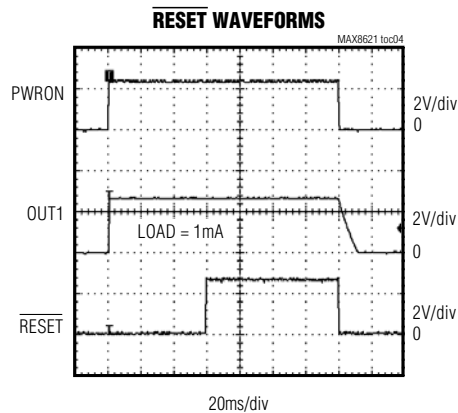 RESET WAVEFORMS
MAX8621 toc04
PWRON
2V/div
0
OUT1
LOAD = 1mA
2V/div
0
RESET
2V/div
0
20ms/div